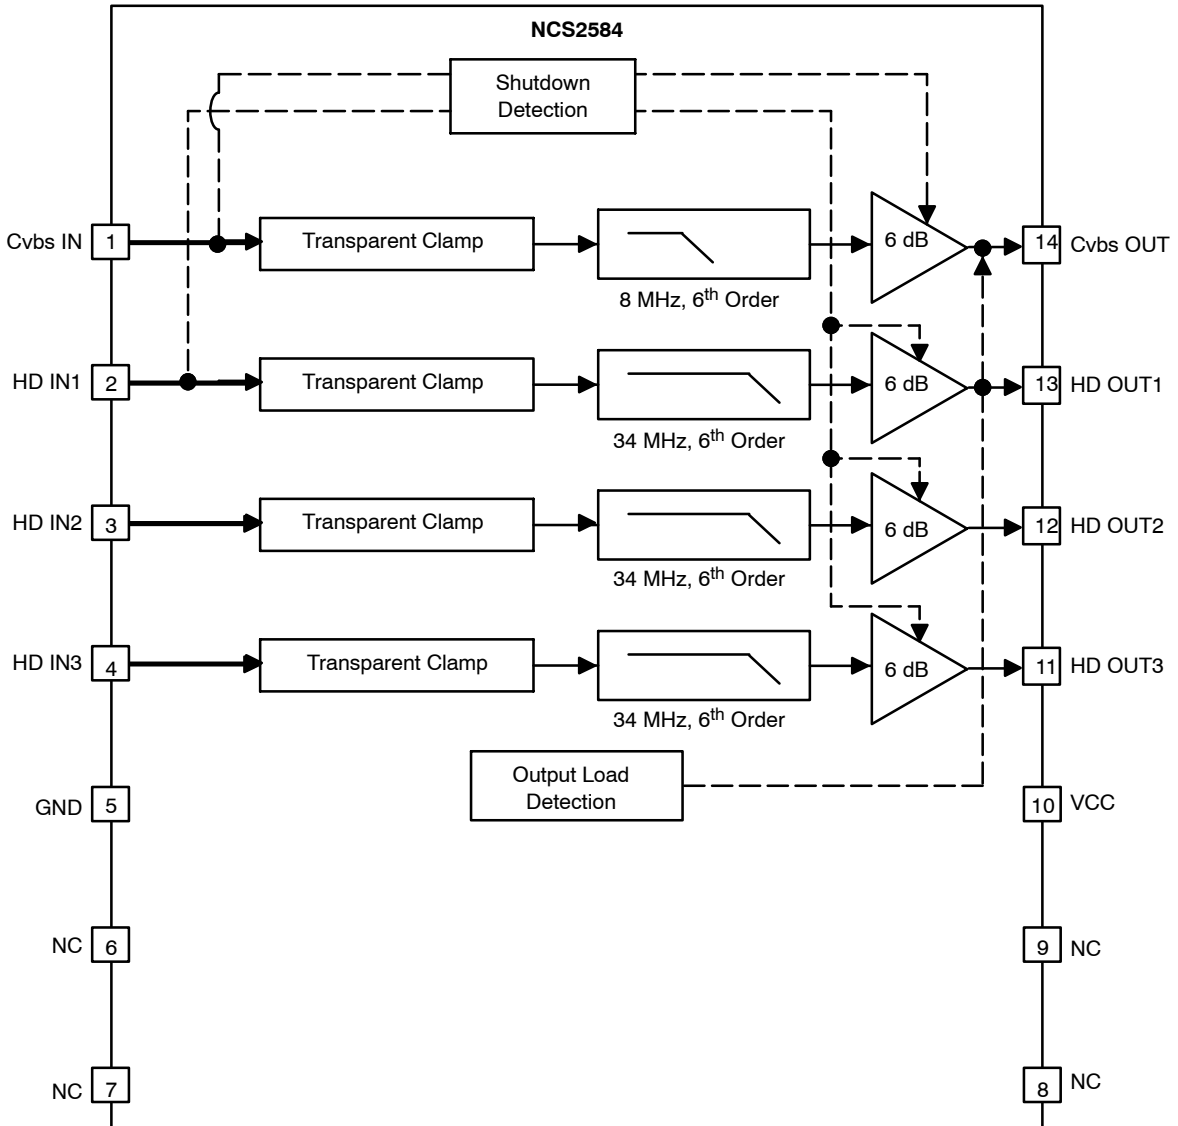 NCS2584
Shutdown
Detection
Cvbs IN 1 Transparent Clamp 6 dB 14 Cvbs OUT
8 MHz, 6th Order
HD IN1 2 Transparent Clamp 6 dB 13 HD OUT1
34 MHz, 6th Order
HD IN2 3 Transparent Clamp 6 dB 12 HD OUT2
34 MHz, 6th Order
HD IN3 4 Transparent Clamp 6 dB 11 HD OUT3
34 MHz, 6th Order
Output Load
Detection
GND 5 10 VCC
NC 6 9 NC
NC 7 8 NC